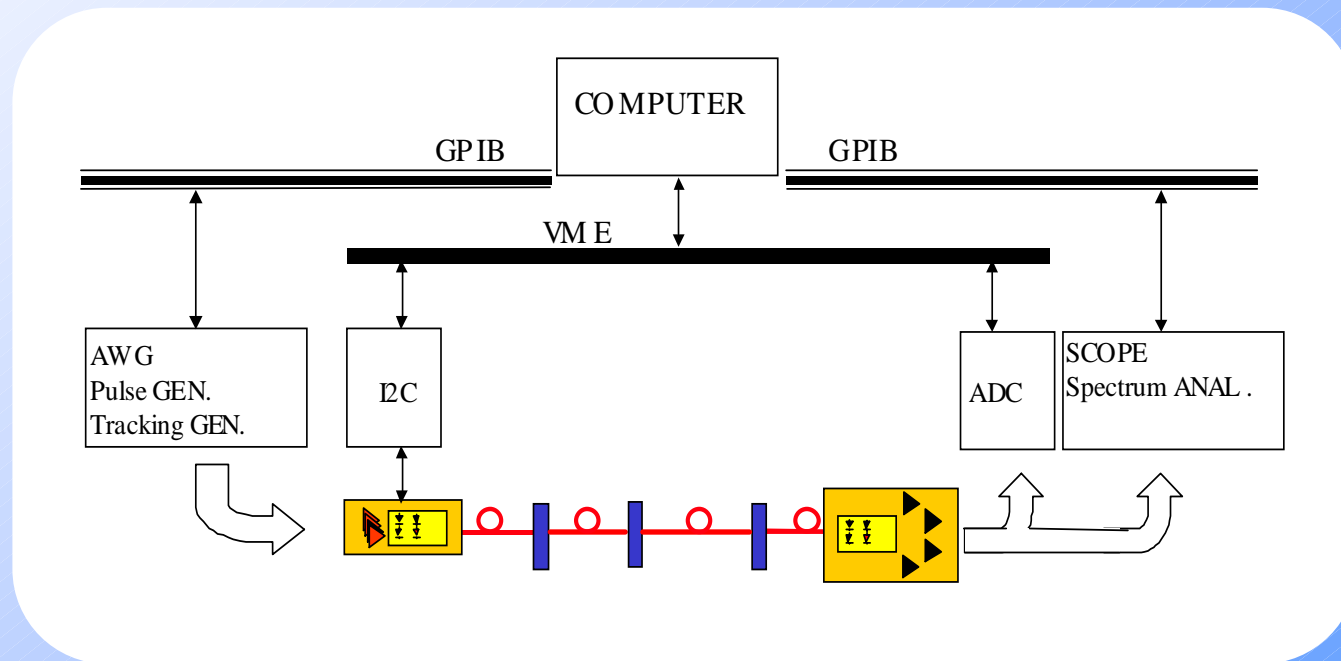 COMPUTER
GPIB
GPIB
VME
AWG
Pulse GEN.
Tracking GEN.
I2C
ADC
SCOPE
Spectrum ANAL .